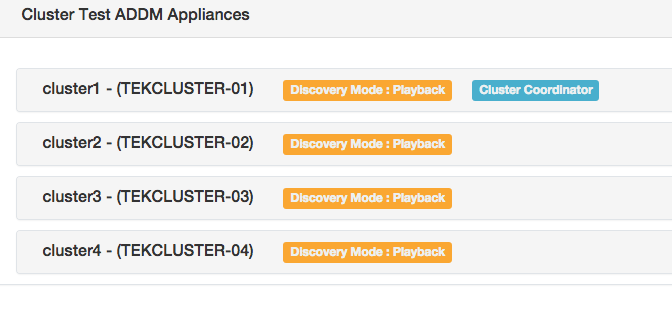 Cluster Test ADDM Appliances
cluster1 - (TEKCLUSTER-01) Discovery Mode : Playback Cluster Coordinator
cluster2 - (TEKCLUSTER-02) Discovery Mode : Playback
cluster3 - (TEKCLUSTER-03) Discovery Mode : Playback
cluster4 - (TEKCLUSTER-04) Discovery Mode : Playback